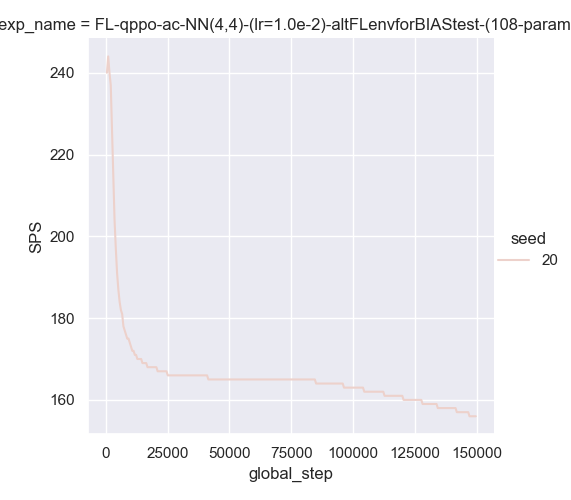 exp_name = FL-qppo-ac-NN(4,4)-(lr=1.0e-2)-altFLenvforBIAStest-(108-param
240
220
200
180
160
SPS
0 25000 50000 75000 100000 125000 150000
global_step
seed
20